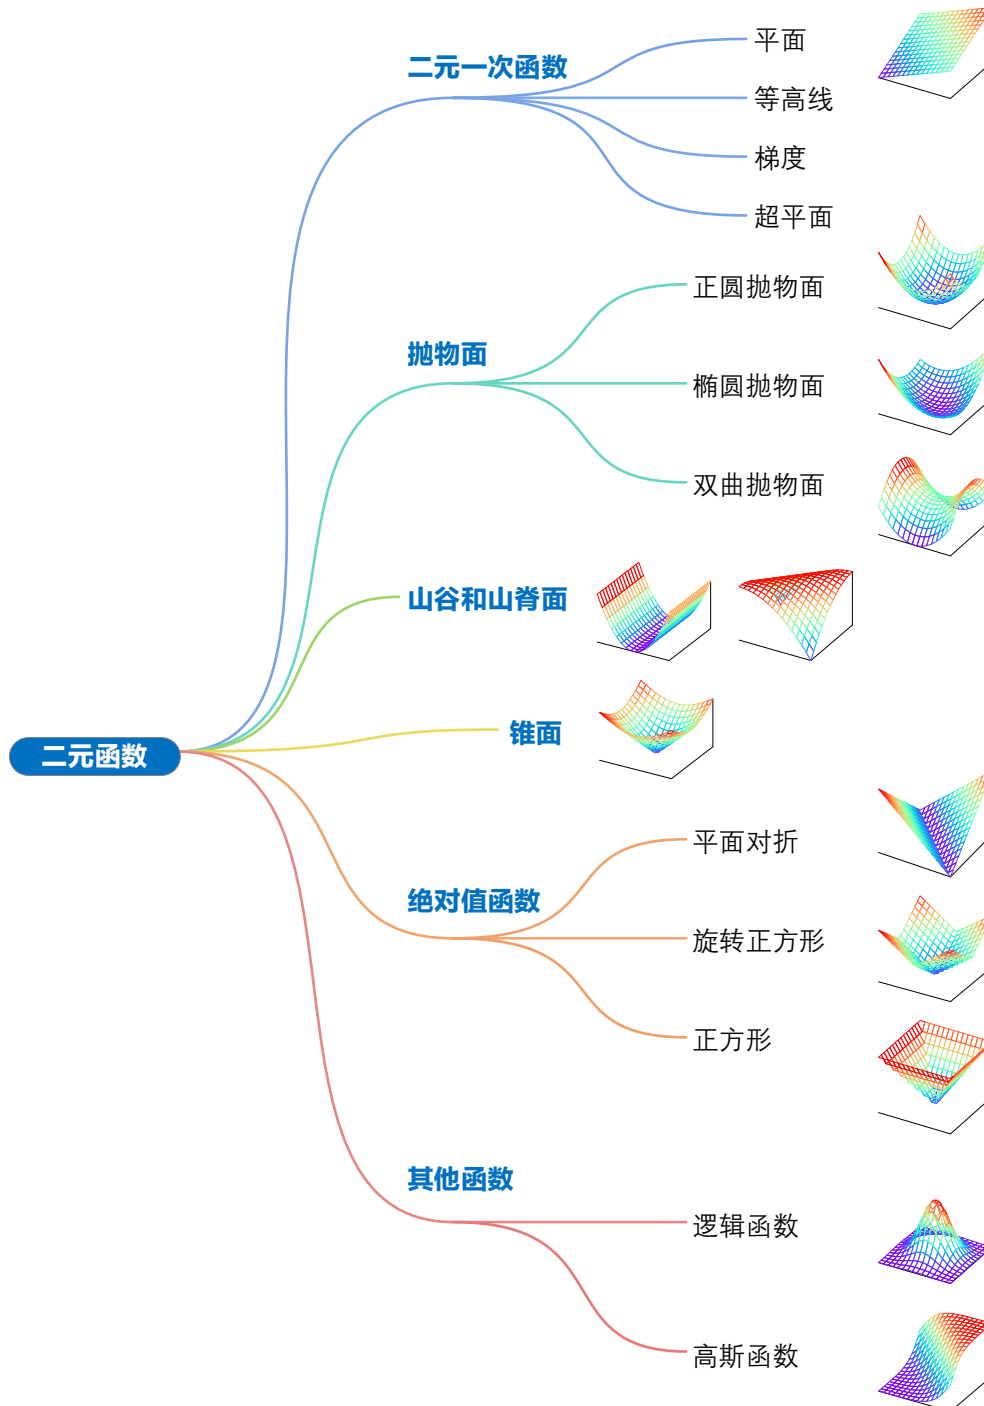 二元函数
二元一次函数
平面
等高线
梯度
超平面
抛物面
正圆抛物面
椭圆抛物面
双曲抛物面
山谷和山脊面
锥面
绝对值函数
平面对折
旋转正方形
正方形
其他函数
逻辑函数
高斯函数